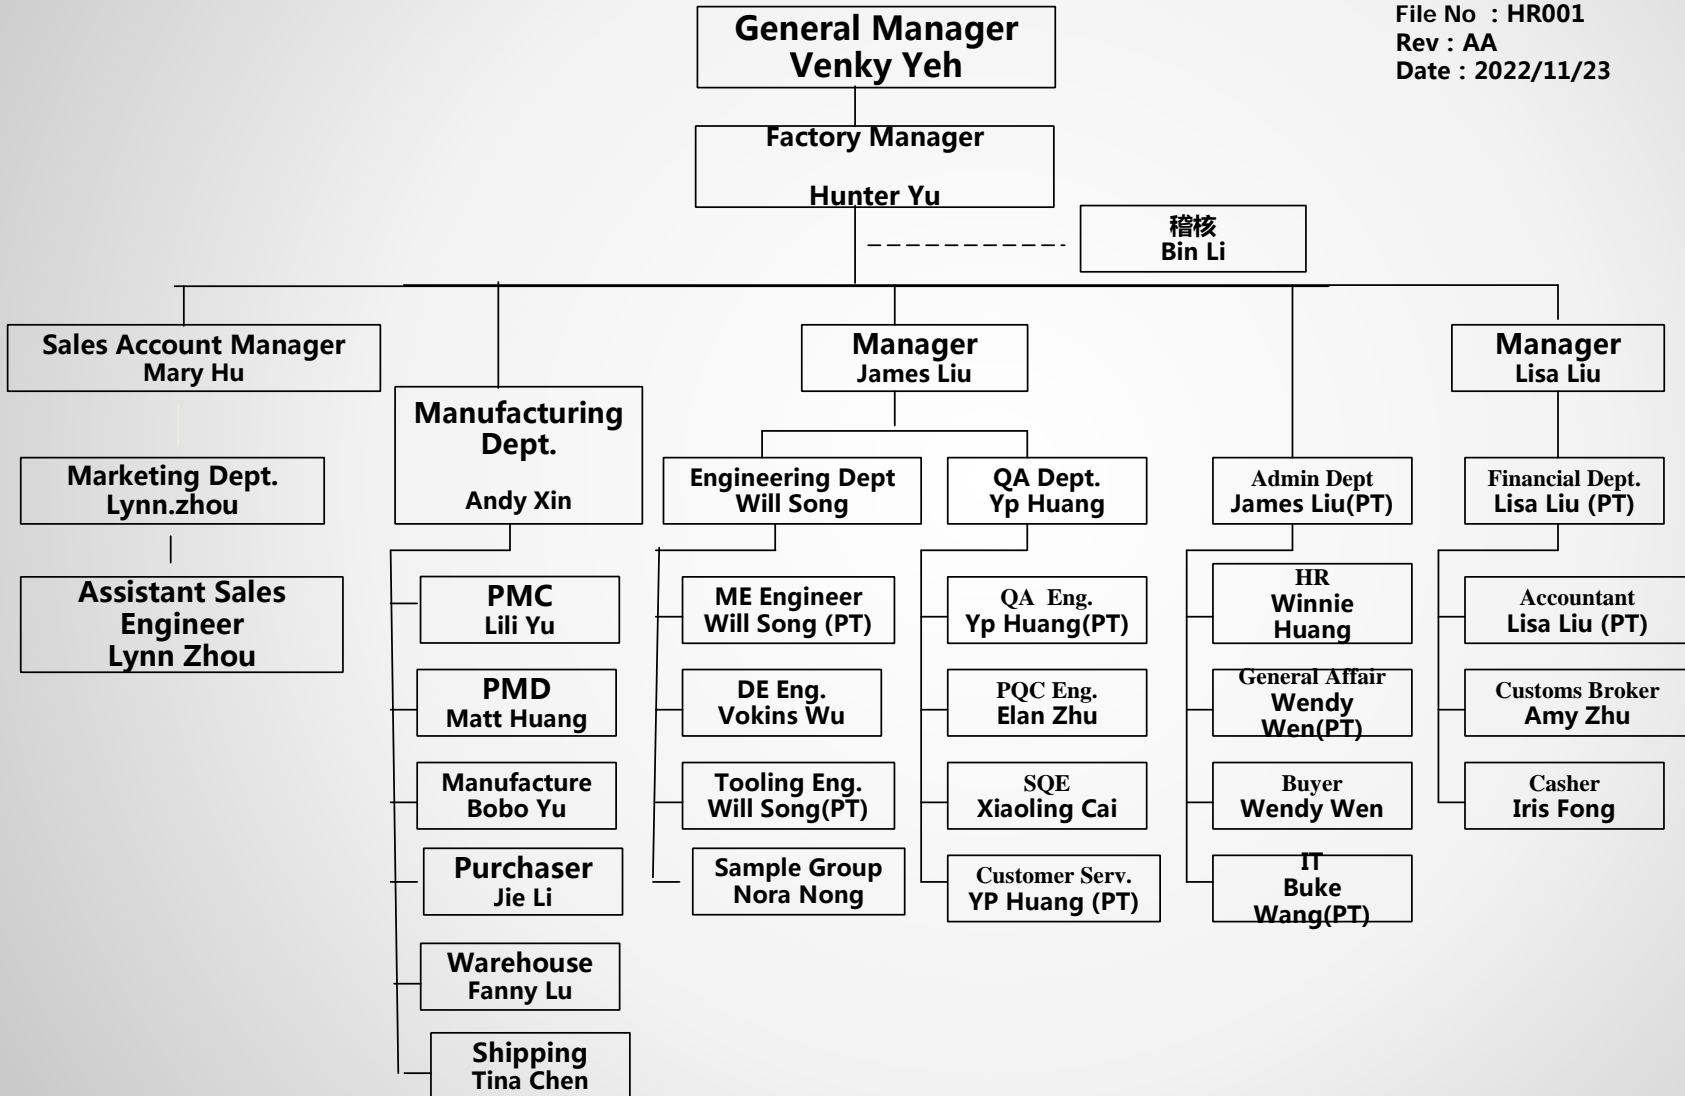 File No : HR001
Rev : AA
Date : 2022/11/23
General Manager
Venky Yeh
Factory Manager
Hunter Yu
稽核
Bin Li
Sales Account Manager
Mary Hu
Marketing Dept.
Lynn.zhou
Assistant Sales
Engineer
Lynn Zhou
Manufacturing
Dept.
Andy Xin
PMC
Lili Yu
PMD
Matt Huang
Manufacture
Bobo Yu
Purchaser
Jie Li
Warehouse
Fanny Lu
Shipping
Tina Chen
Manager
James Liu
Engineering Dept
Will Song
ME Engineer
Will Song (PT)
DE Eng.
Vokins Wu
Tooling Eng.
Will Song(PT)
Sample Group
Nora Nong
QA Dept.
Yp Huang
QA Eng.
Yp Huang(PT)
PQC Eng.
Elan Zhu
SQE
Xiaoling Cai
Customer Serv.
YP Huang (PT)
Admin Dept
James Liu(PT)
HR
Winnie
Huang
General Affair
Wendy
Wen(PT)
Buyer
Wendy Wen
IT
Buke
Wang(PT)
Manager
Lisa Liu
Financial Dept.
Lisa Liu (PT)
Accountant
Lisa Liu (PT)
Customs Broker
Amy Zhu
Casher
Iris Fong